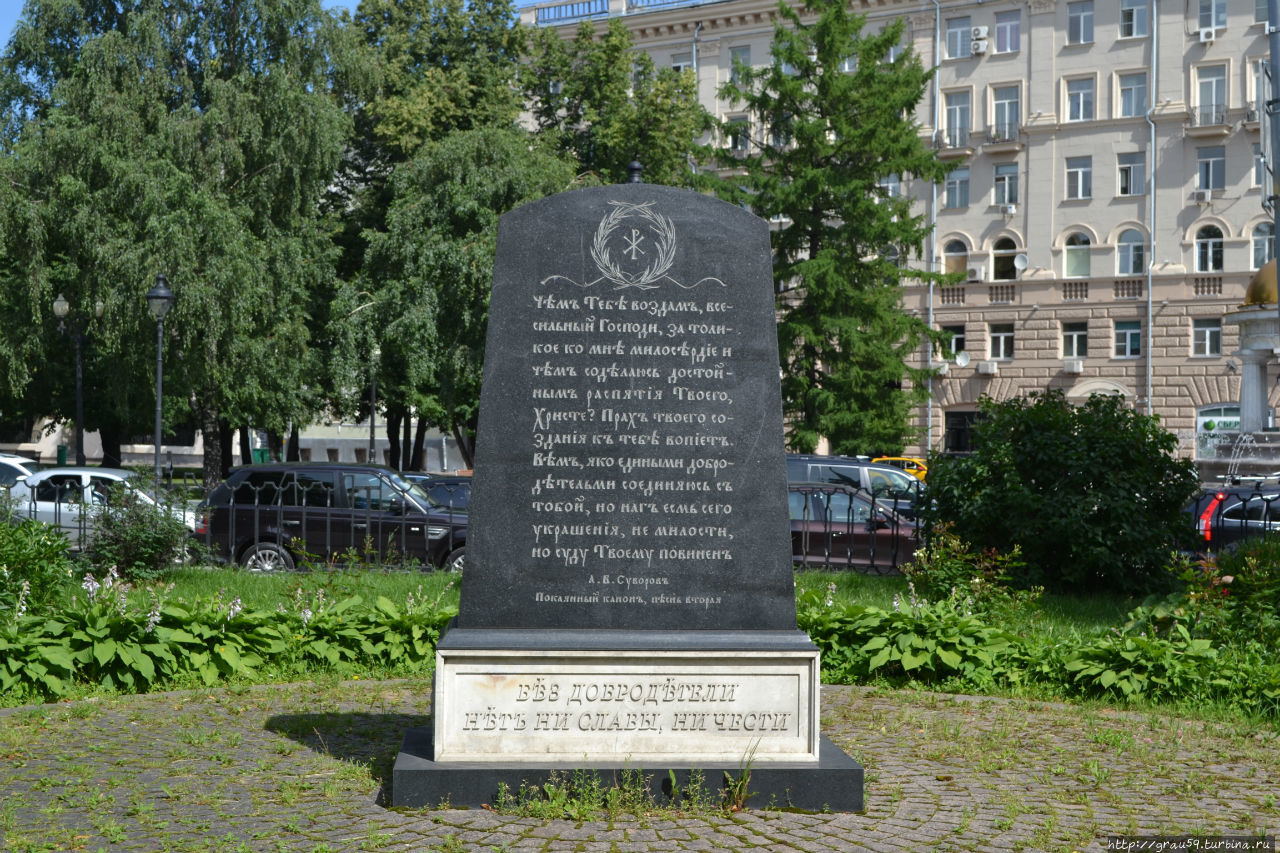 Чѣмъ Тебѣ воздамъ, все-
сильный Господи, за толи-
кое ко мнѣ милосѣрдіе и
чѣмъ содѣлаюсь достой-
нымъ распятія Твоего,
Христе? Прахъ твоего со-
зданія къ тебѣ вопіетъ.
Вѣмъ, яко едиными добро-
дѣтельми соединяюсь съ
тобой, но нагъ есмь сего
украшенія, не милости,
но суду Твоему повиненъ
А.В.Суворовъ
Покаянный канонъ, пѣснь вторая
БѢЗ ДОБРОДѢТЕЛИ
НѢТЪ НИ СЛАВЫ, НИ ЧЕСТИ
СБЕР
http://grau59.turbina.ru